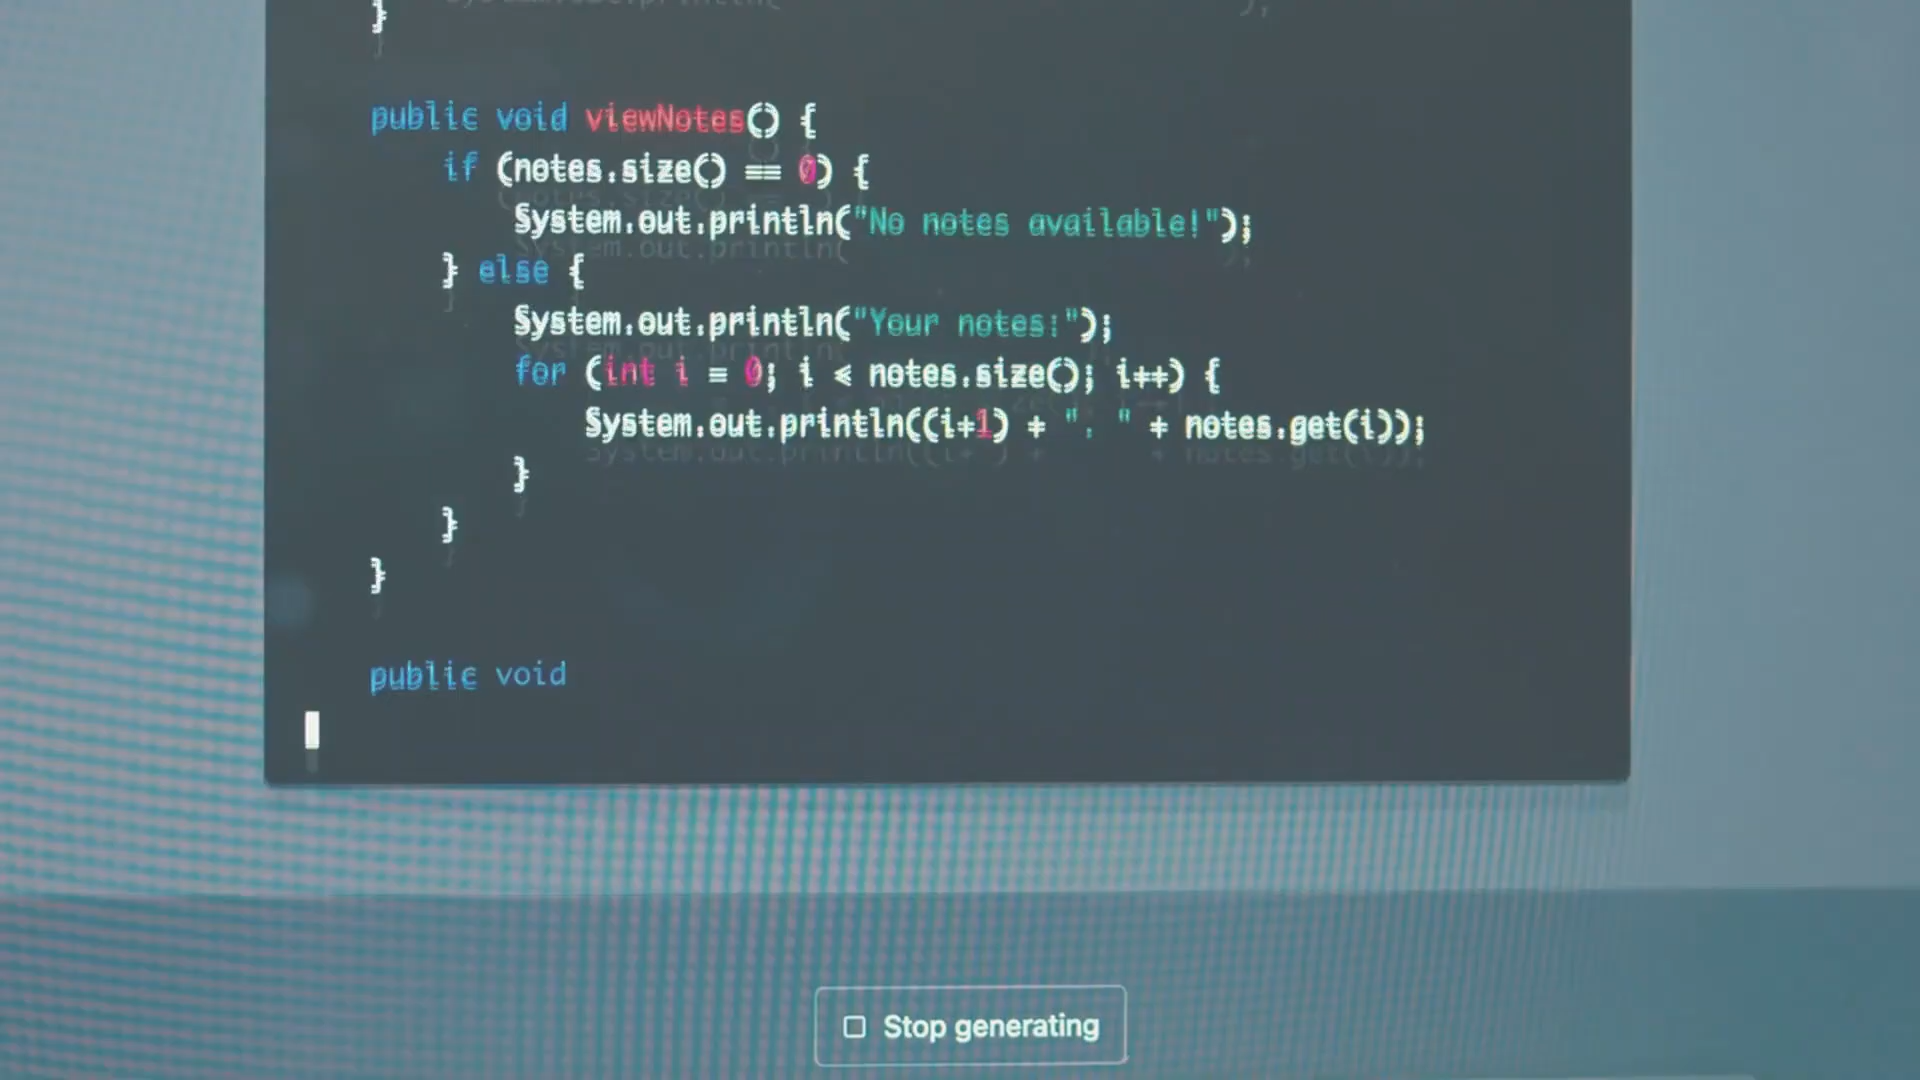 }
public void viewNotes() {
if (notes.size() == 0) {
System.out.println("No notes available!");
} else {
System.out.println("Your notes:");
for (int i = 0; i < notes.size(); i++) {
System.out.println((i+1) + ". " + notes.get(i));
}
}
}
public void
Stop generating